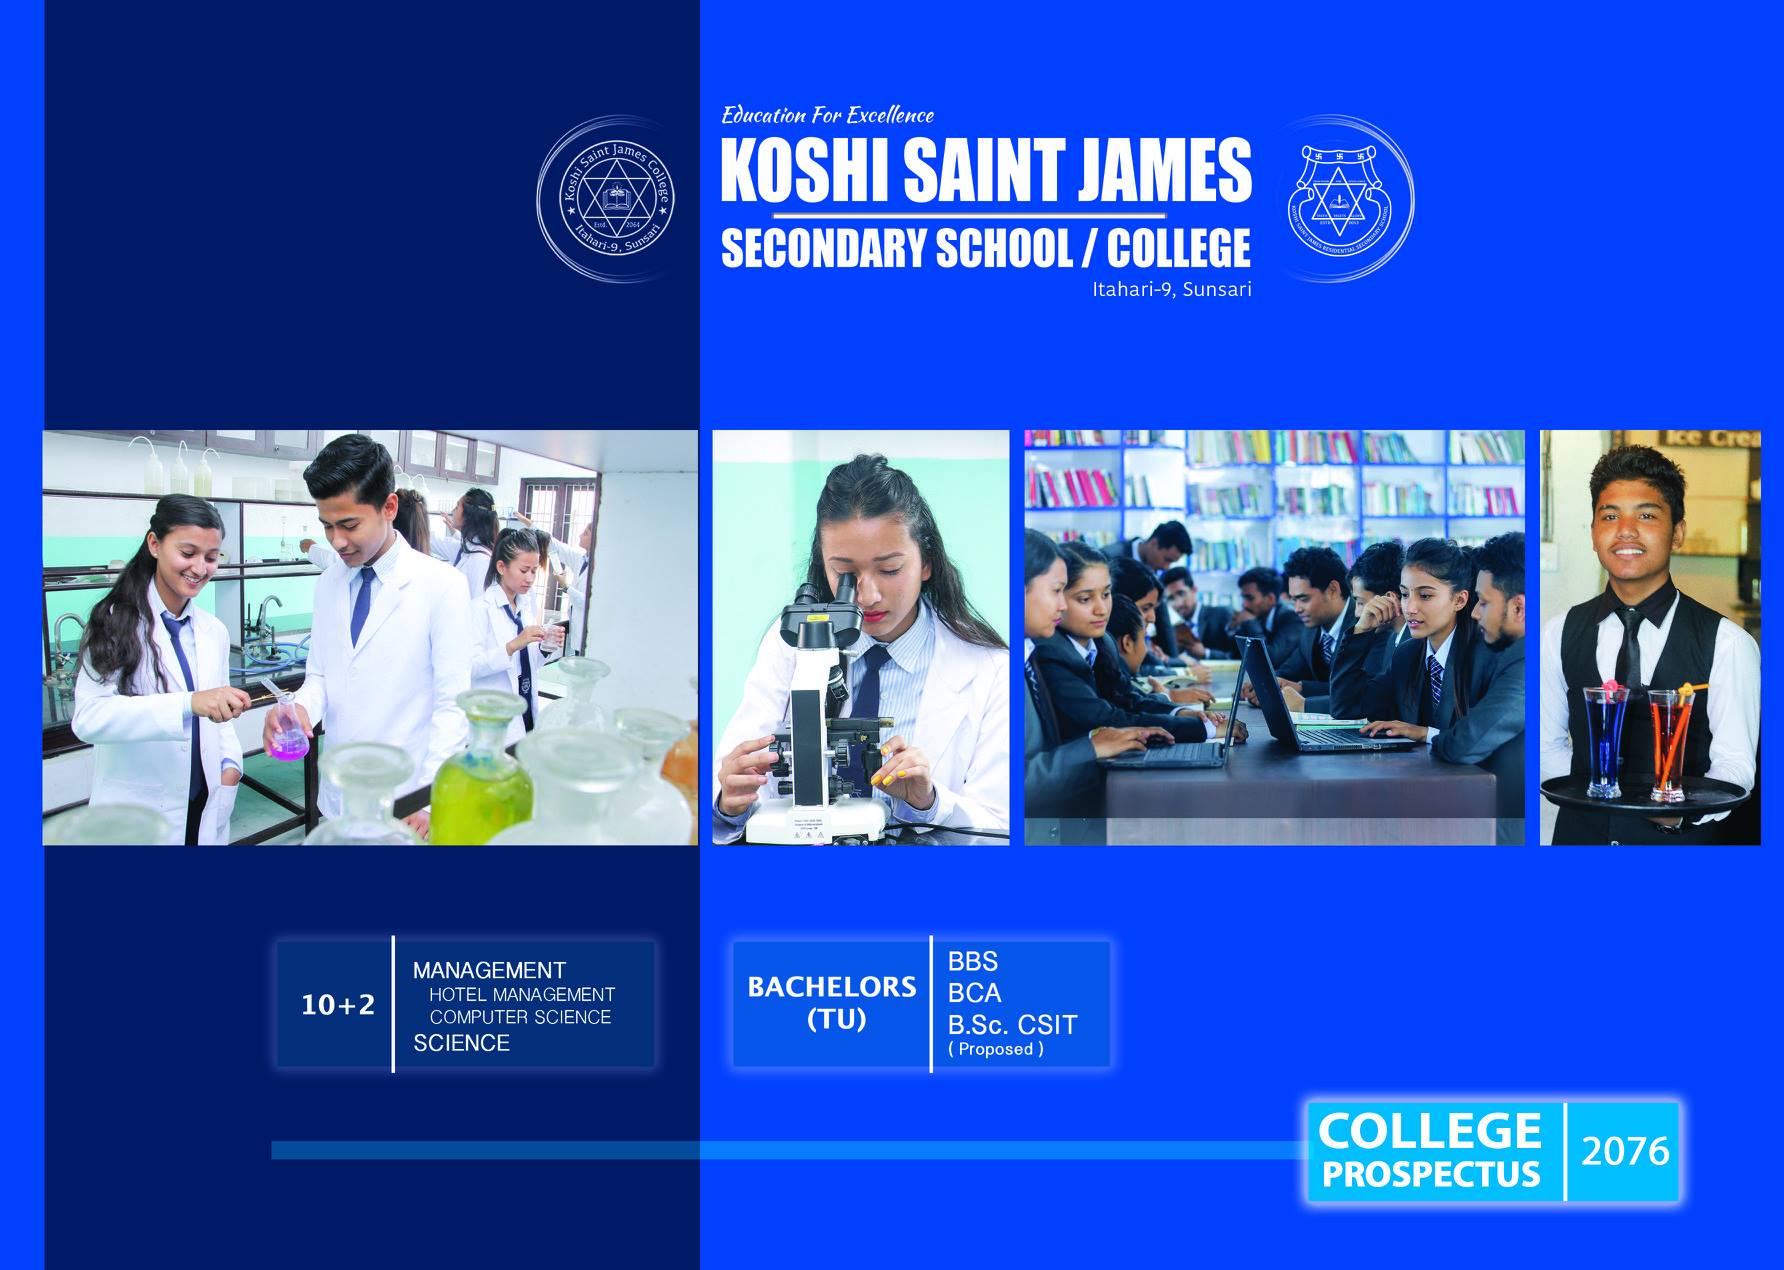 Education For Excellence
KOSHI SAINT JAMES
SECONDARY SCHOOL / COLLEGE
Itahari-9, Sunsari
Koshi Saint James College
Estd. 2064
Itahari-9, Sunsari
KOSHI SAINT JAMES RESIDENTIAL SECONDARY SCHOOL
Ice Crea
10+2
MANAGEMENT
HOTEL MANAGEMENT
COMPUTER SCIENCE
SCIENCE
BACHELORS
(TU)
BBS
BCA
B.Sc. CSIT
( Proposed )
COLLEGE
PROSPECTUS
2076